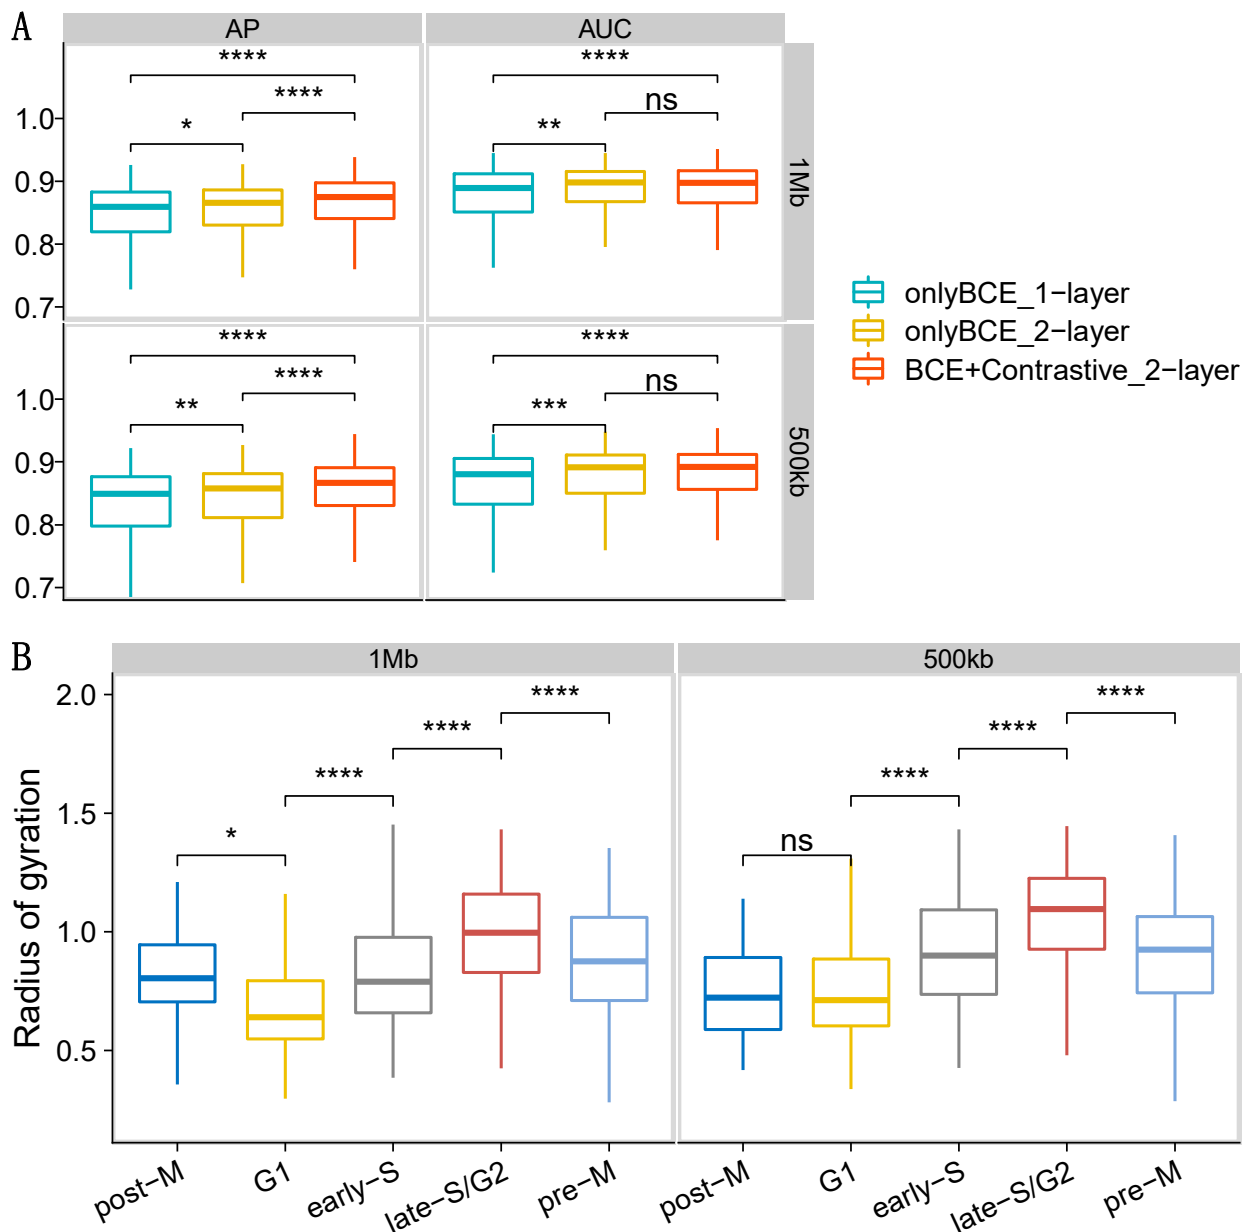 A
AP
AUC
****
****
*
****
**
ns
1.0
0.9
0.8
0.7
1Mb
****
****
**
****
***
ns
1.0
0.9
0.8
0.7
500kb
onlyBCE_1−layer
onlyBCE_2−layer
BCE+Contrastive_2−layer
B
1Mb
500kb
Radius of gyration
2.0
1.5
1.0
0.5
*
****
****
****
ns
****
****
****
post−M
G1
early−S
late−S/G2
pre−M
post−M
G1
early−S
late−S/G2
pre−M